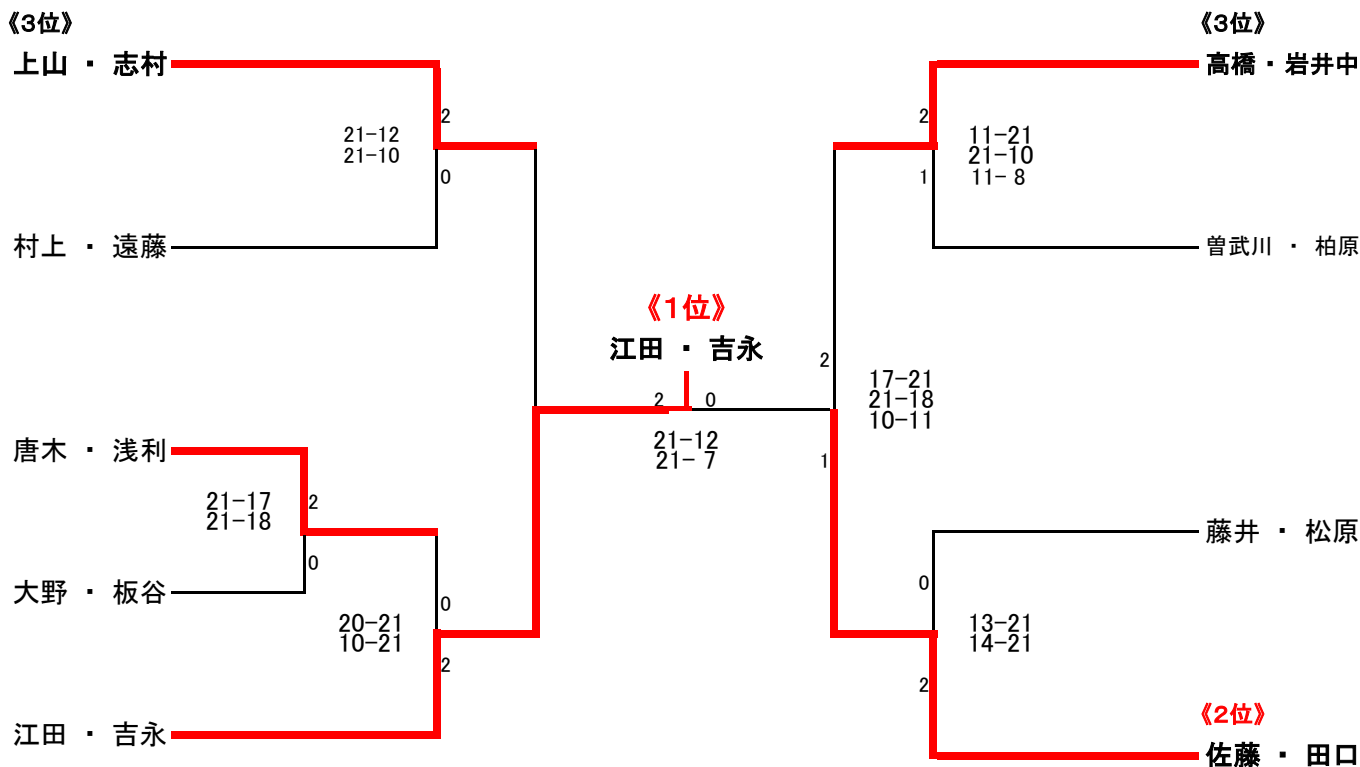 《3位》
上山 ・ 志村
2
21-12
21-10
0
村上 ・ 遠藤
唐木 ・ 浅利
21-17
21-18
2
0
大野 ・ 板谷
0
20-21
10-21
2
江田 ・ 吉永
《1位》
江田 ・ 吉永
2 0
21-12
21- 7
《3位》
高橋 ・ 岩井中
2
11-21
21-10
11- 8
1
曽武川 ・ 柏原
2
17-21
21-18
10-11
1
藤井 ・ 松原
0
13-21
14-21
2
《2位》
佐藤 ・ 田口